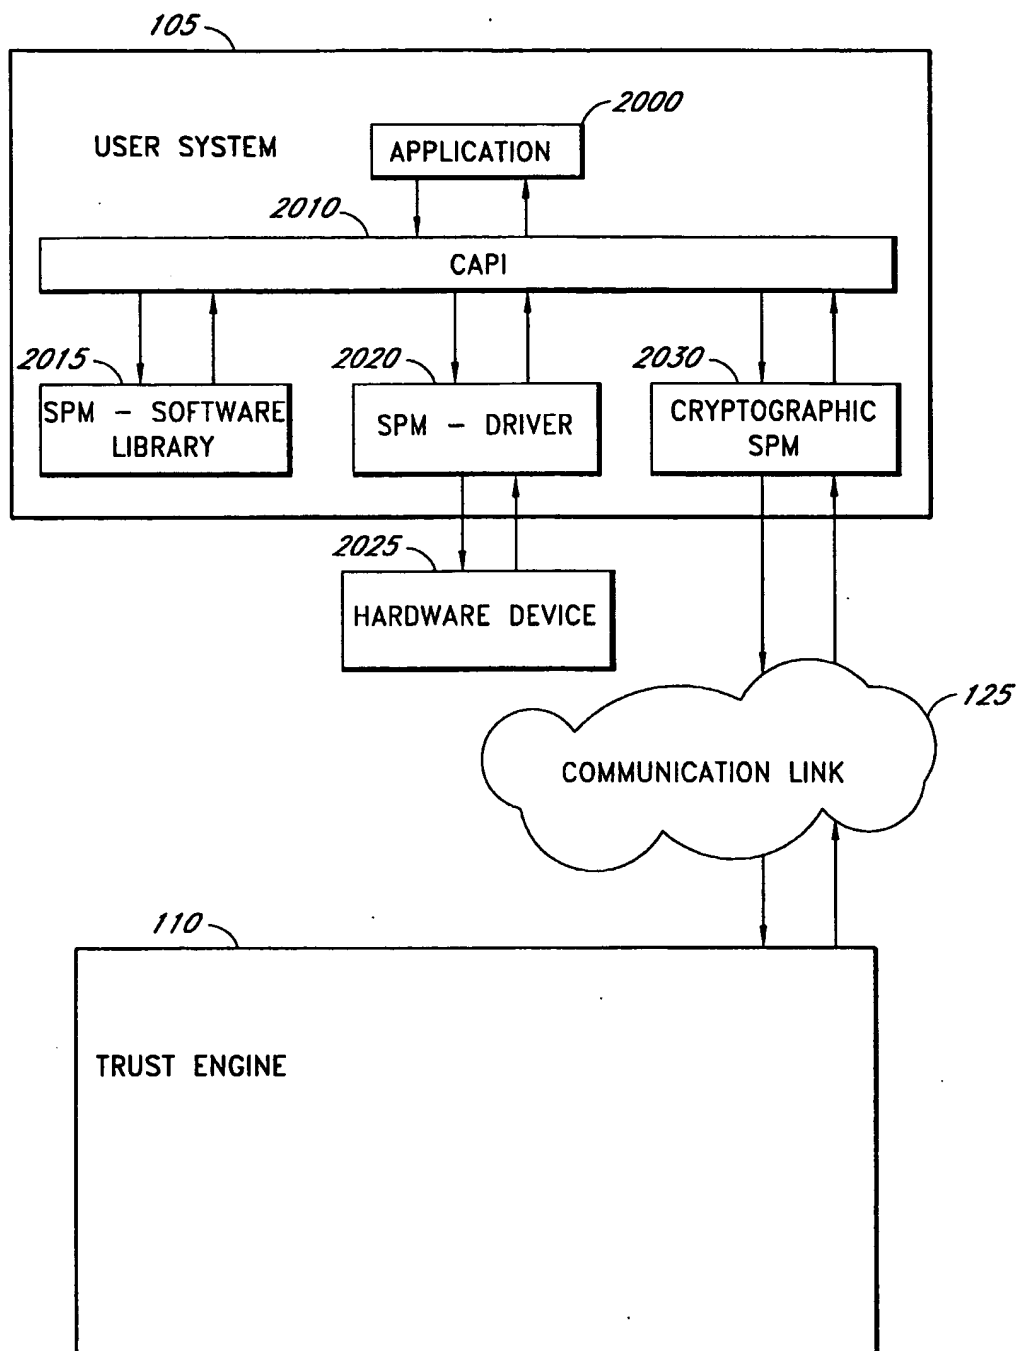 105
2000
USER SYSTEM
APPLICATION
2010
CAPI
2015
2020
2030
SPM – SOFTWARE
LIBRARY
SPM – DRIVER
CRYPTOGRAPHIC
SPM
2025
HARDWARE DEVICE
125
COMMUNICATION LINK
110
TRUST ENGINE